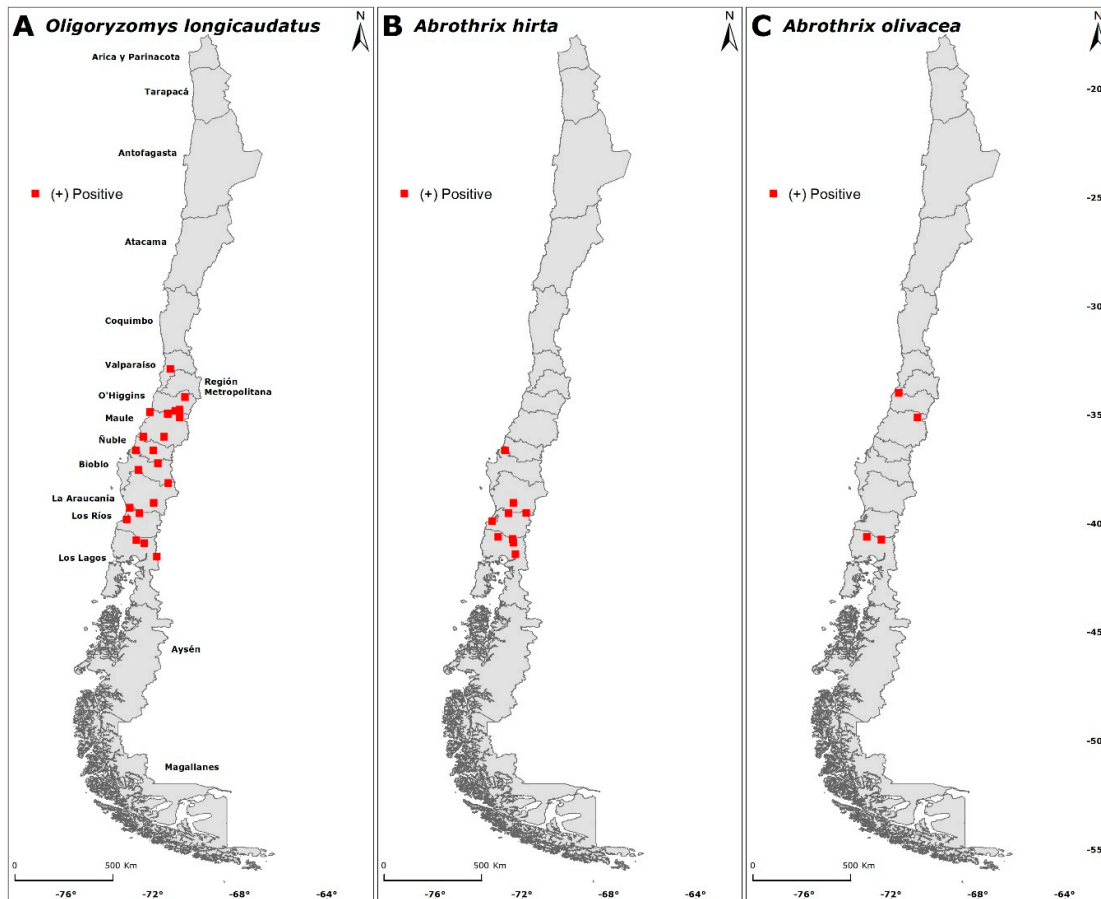 A Oligoryzomys longicaudatus
N
Arica y Parinacota
Tarapacá
Antofagasta
(+) Positive
Atacama
Coquimbo
Valparaíso
Región
Metropolitana
O'Higgins
Maule
Ñuble
Bioblo
La Araucanía
Los Ríos
Los Lagos
Aysén
Magallanes
0 500 Km
-76° -72° -68° -64°
B Abrothrix hirta
N
(+) Positive
0 500 Km
-76° -72° -68° -64°
C Abrothrix olivacea
N
(+) Positive
-20
-25
-30
-35
-40
-45
-50
-55
0 500 Km
-76° -72° -68° -64°